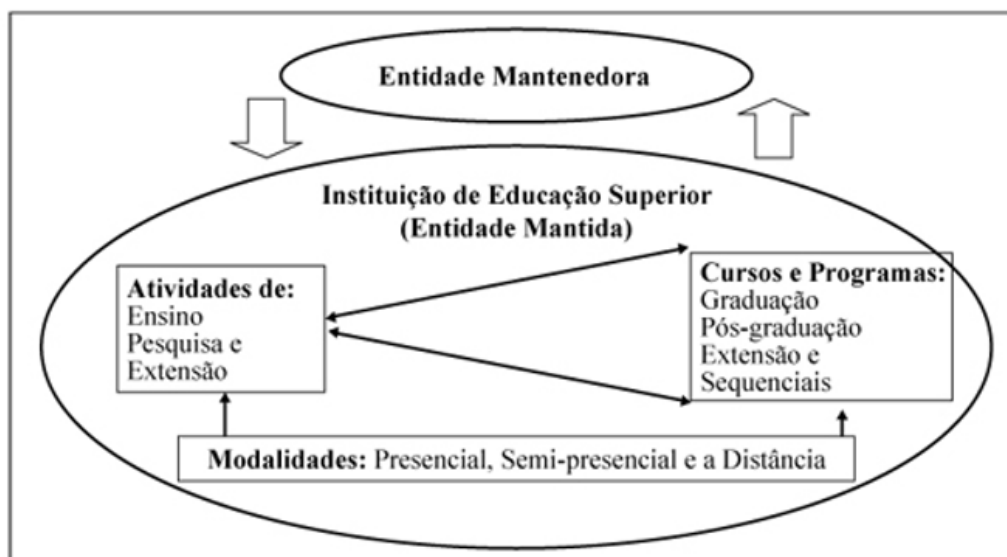 Entidade Mantenedora
Instituição de Educação Superior
(Entidade Mantida)
Atividades de:
Ensino
Pesquisa e
Extensão
Cursos e Programas:
Graduação
Pós-graduação
Extensão e
Sequenciais
Modalidades: Presencial, Semi-presencial e a Distância